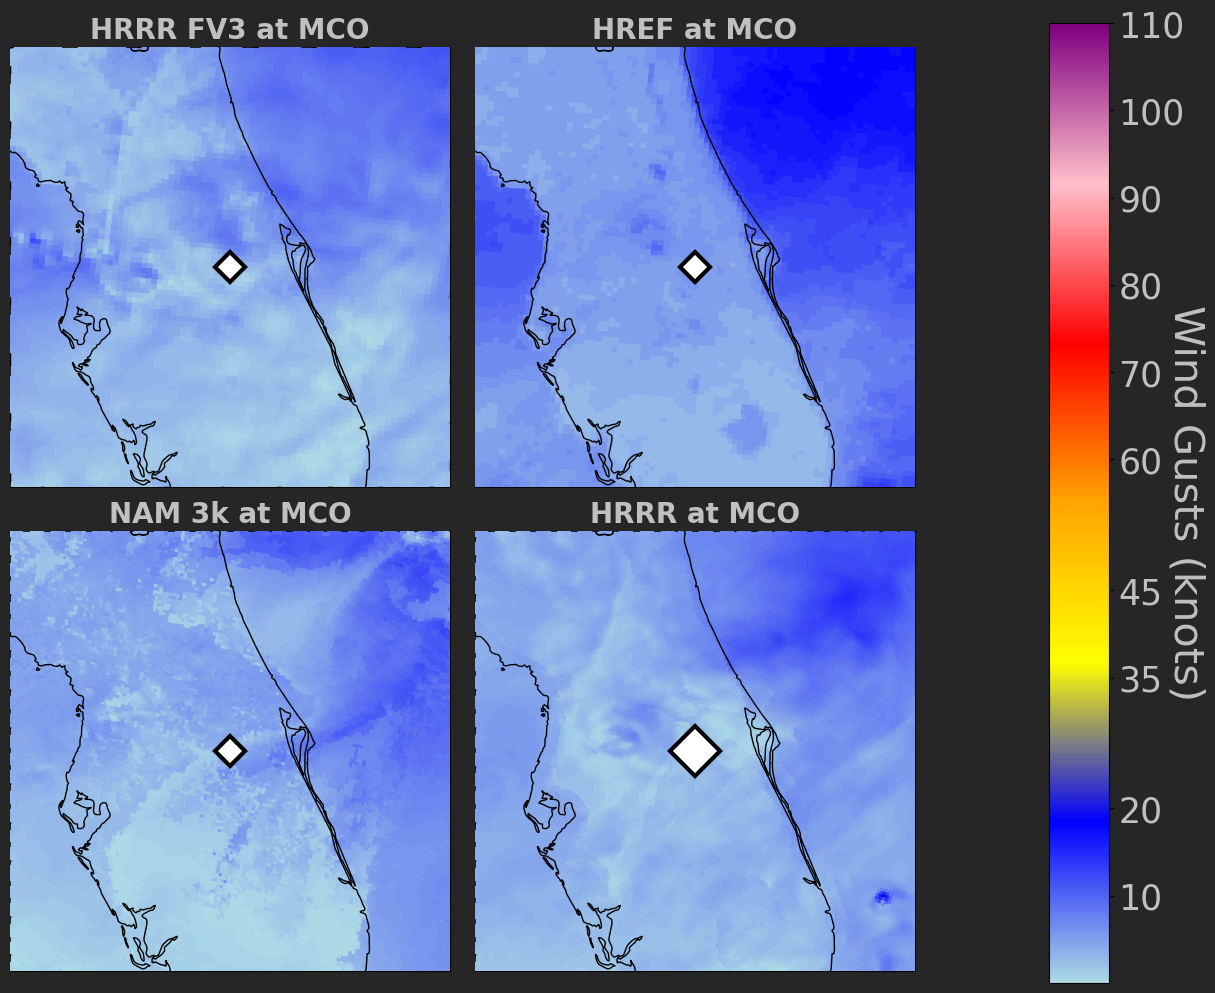 HRRR FV3 at MCO
HREF at MCO
NAM 3k at MCO
HRRR at MCO
110
100
90
80
70
60
45
35
20
10
Wind Gusts (knots)